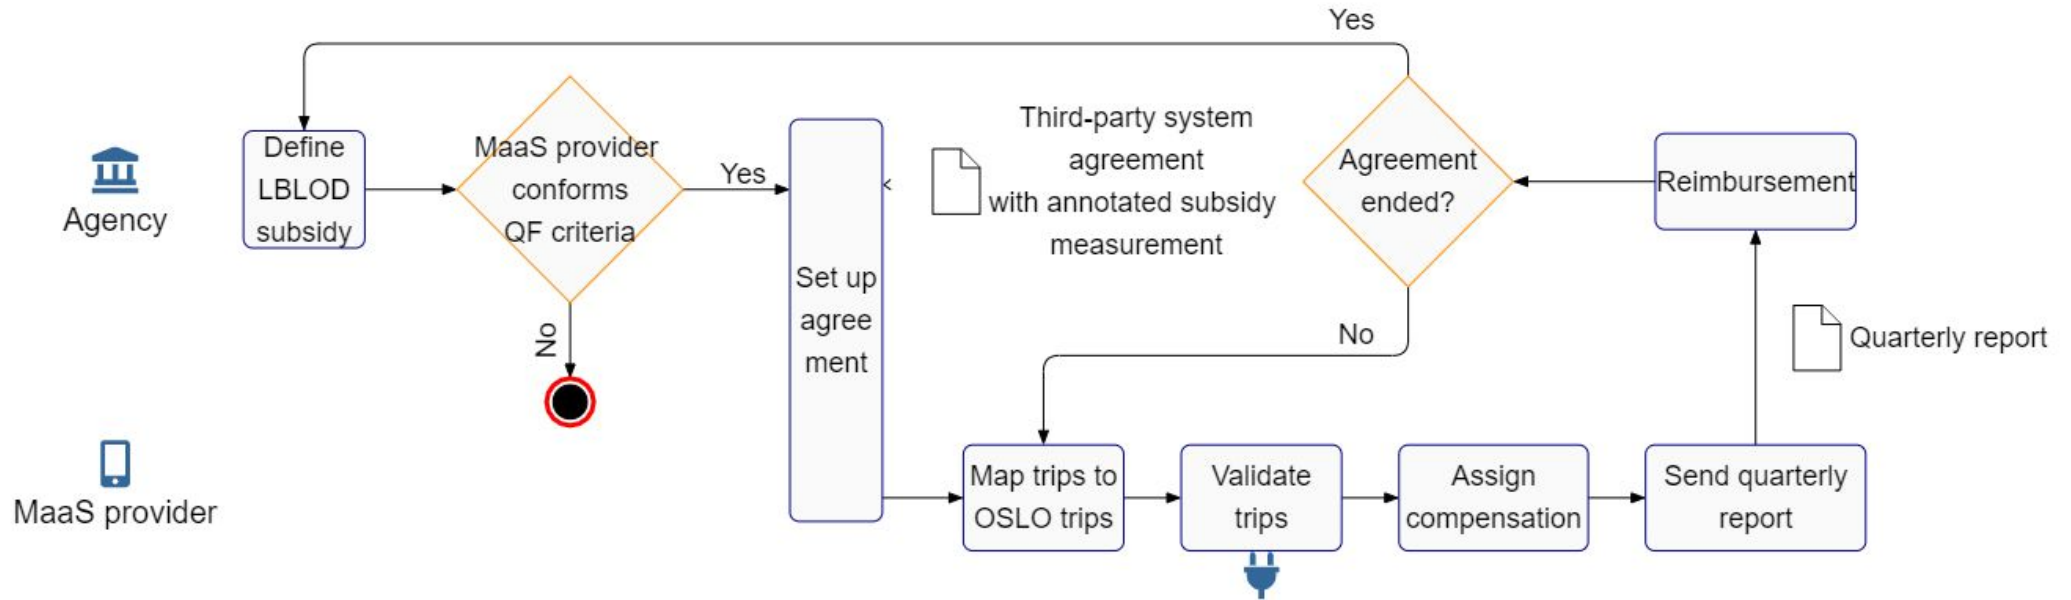 Yes
Agency
Define
LBLOD
subsidy
MaaS provider
conforms
QF criteria
Yes
No
Set up
agree
ment
Third-party system
agreement
with annotated subsidy
measurement
Agreement
ended?
No
Reimbursement
Quarterly report
MaaS provider
Map trips to
OSLO trips
Validate
trips
Assign
compensation
Send quarterly
report